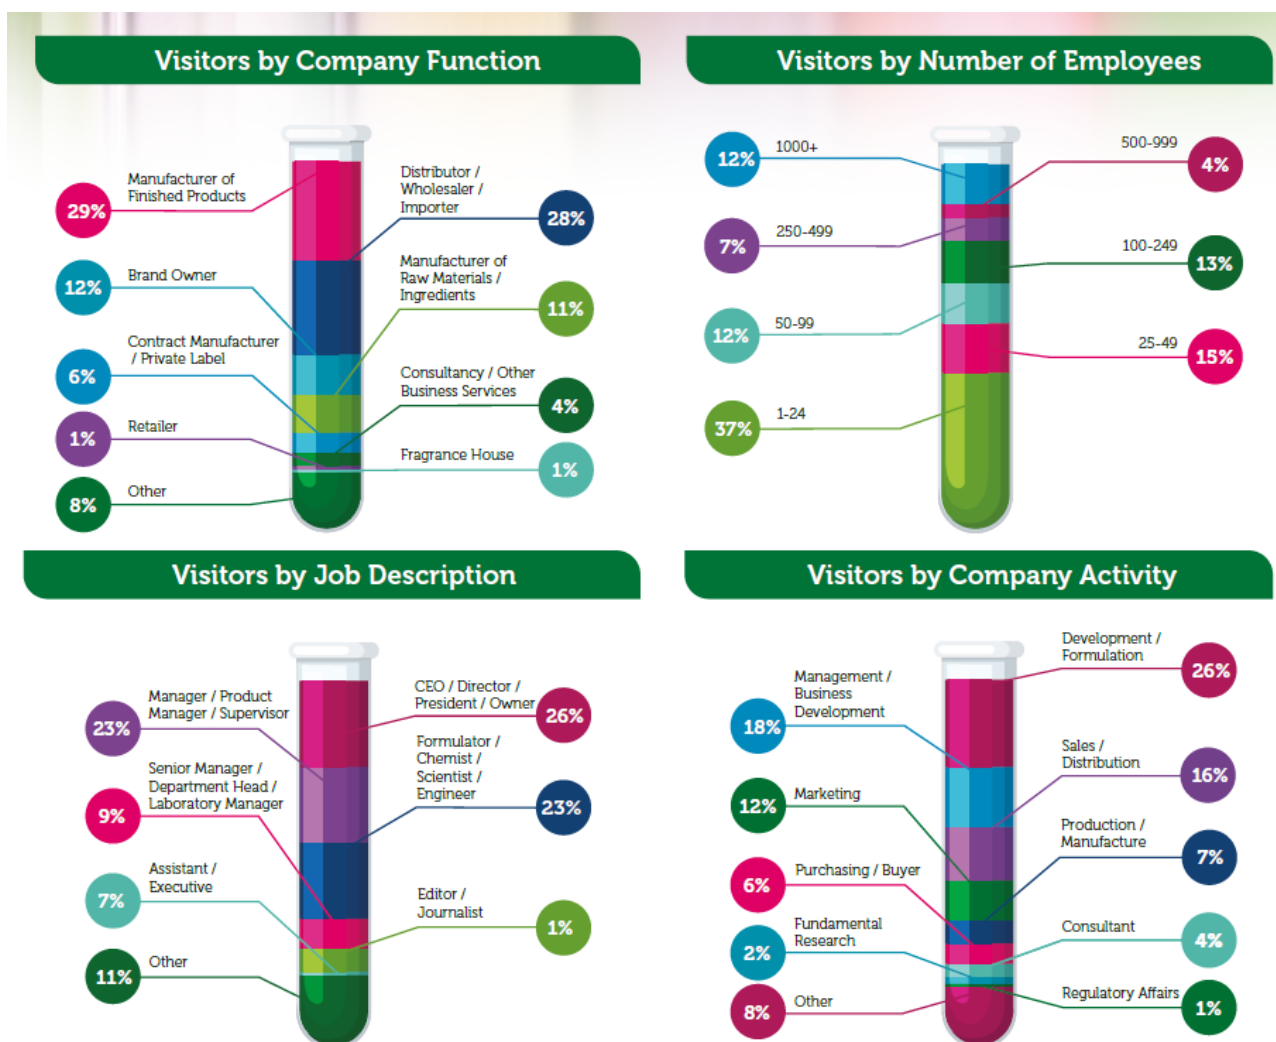 Visitors by Company Function
29%
Manufacturer of
Finished Products
Distributor /
Wholesaler /
Importer
28%
12%
Brand Owner
Manufacturer of
Raw Materials /
Ingredients
11%
Contract Manufacturer
/ Private Label
6%
Consultancy / Other
Business Services
4%
1%
Retailer
Fragrance House
1%
8%
Other
Visitors by Number of Employees
12%
1000+
500-999
4%
7%
250-499
100-249
13%
12%
50-99
25-49
15%
37%
1-24
Visitors by Job Description
23%
Manager / Product
Manager / Supervisor
CEO / Director /
President / Owner
26%
9%
Senior Manager /
Department Head /
Laboratory Manager
Formulator /
Chemist /
Scientist /
Engineer
23%
7%
Assistant /
Executive
Editor /
Journalist
1%
11%
Other
Visitors by Company Activity
Development /
Formulation
26%
18%
Management /
Business
Development
Sales /
Distribution
16%
12%
Marketing
Production /
Manufacture
7%
6%
Purchasing / Buyer
Consultant
4%
2%
Fundamental
Research
Regulatory Affairs
1%
8%
Other